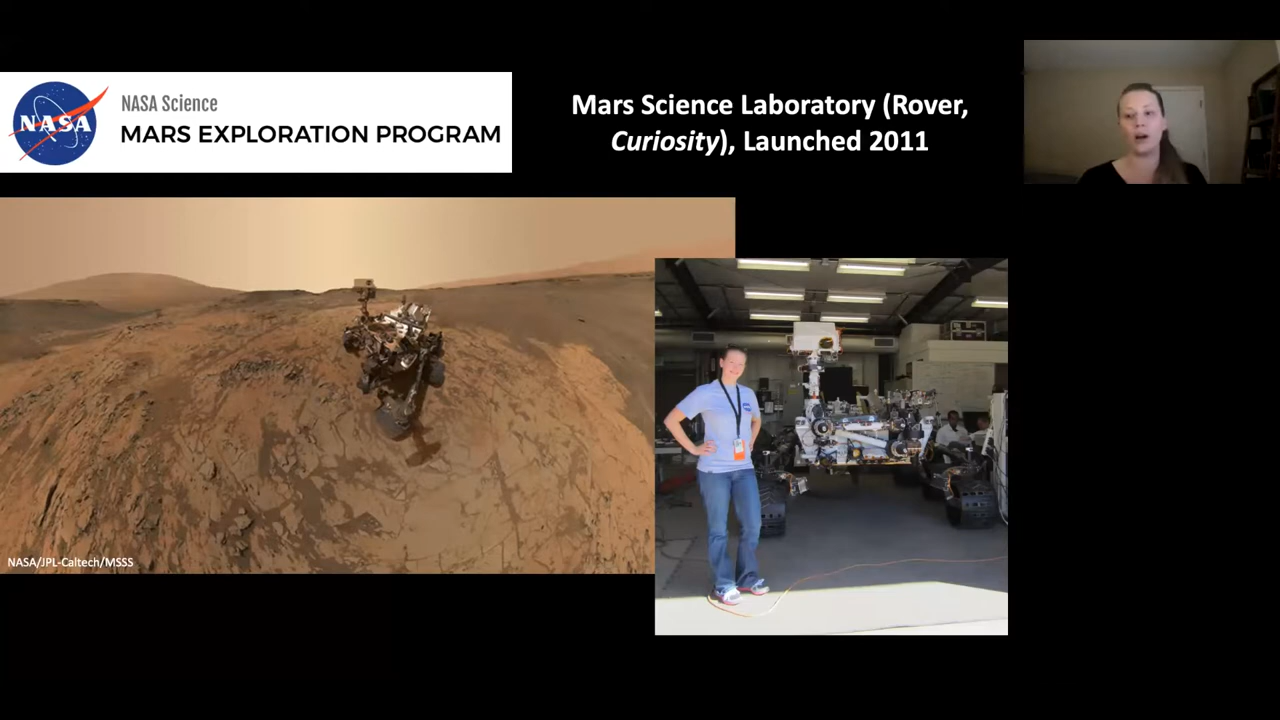 NASA
NASA Science
MARS EXPLORATION PROGRAM
Mars Science Laboratory (Rover,
Curiosity), Launched 2011
NASA/JPL-Caltech/MSSS